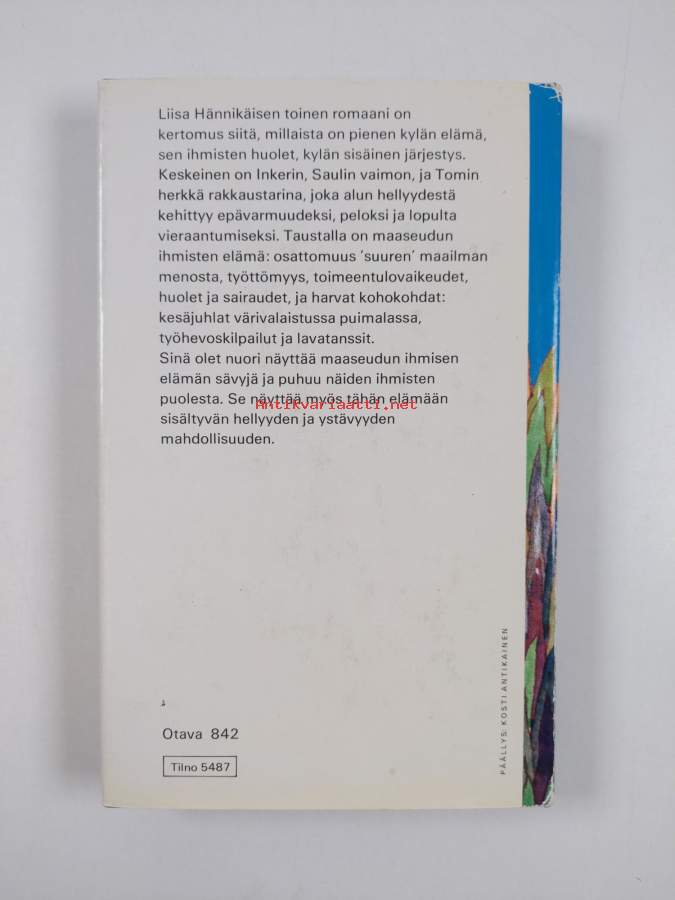 Liisa Hännikäisen toinen romaani on
kertomus siitä, millaista on pienen kylän elämä,
sen ihmisten huolet, kylän sisäinen järjestys.
Keskeinen on Inkerin, Saulin vaimon, ja Tomin
herkkä rakkaustarina, joka alun hellyydestä
kehittyy epävarmuudeksi, peloksi ja lopulta
vieraantumiseksi. Taustalla on maaseudun
ihmisten elämä: osattomuus 'suuren' maailman
menosta, työttömyys, toimeentulovaikeudet,
huolet ja sairaudet, ja harvat kohokohdat:
kesäjuhlat värivalaistussa puimalassa,
työhevoskilpailut ja lavatanssit.
Sinä olet nuori näyttää maaseudun ihmisen
elämän sävyjä ja puhuu näiden ihmisten
puolesta. Se näyttää myös tähän elämään
Antikvariaatti.net
sisältyvän hellyyden ja ystävyyden
mahdollisuuden.
PÄÄLLYS: KOSTI ANTIKAINEN
Otava 842
Tilno 5487